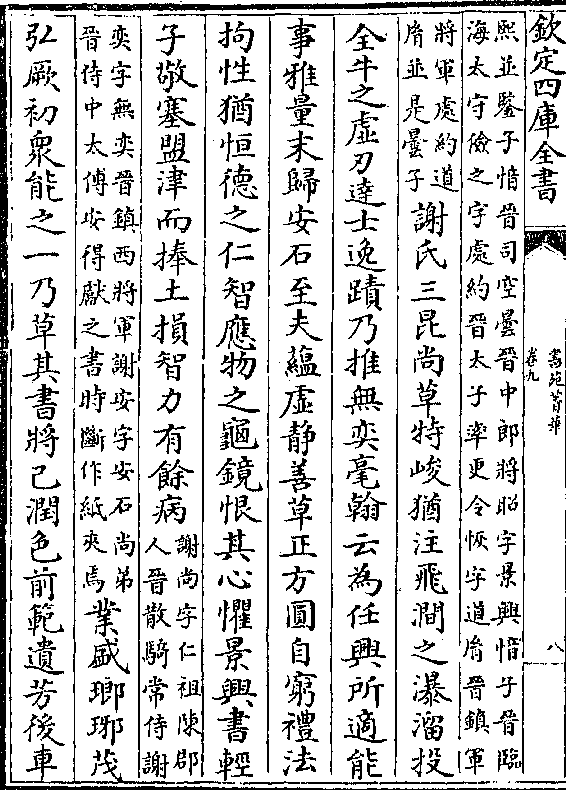 欽定四庫全書
書苑菁華
卷九
八
熙並鑒子愔晉司空曇晉中郎將昭字景興愔子晉臨
海太守儉之字處約晉太子率更令恢字道胤晉鎮軍
將軍處約道
胤並是曇子
謝氏三昆尚草特峻猶注飛澗之瀑溜投
全牛之虛刃達士逸蹟乃推無奕毫翰云為任興所適能
事雅量末歸安石至夫蘊虛静善草正方圓自窮禮法
拘性猶恒德之仁智應物之龜鏡恨其心懼景興書輕
子敬塞盟津而捧土損智力有餘病
謝尚字仁祖陳郡
人晉散騎常侍謝
奕字無奕晉鎮西將軍謝安字安石尚弟
晉侍中太傅安得獻之書時斷作紙夾焉
業盛瑯琊茂
弘厥初衆能之一乃草其書將己潤色前範遺芳後車